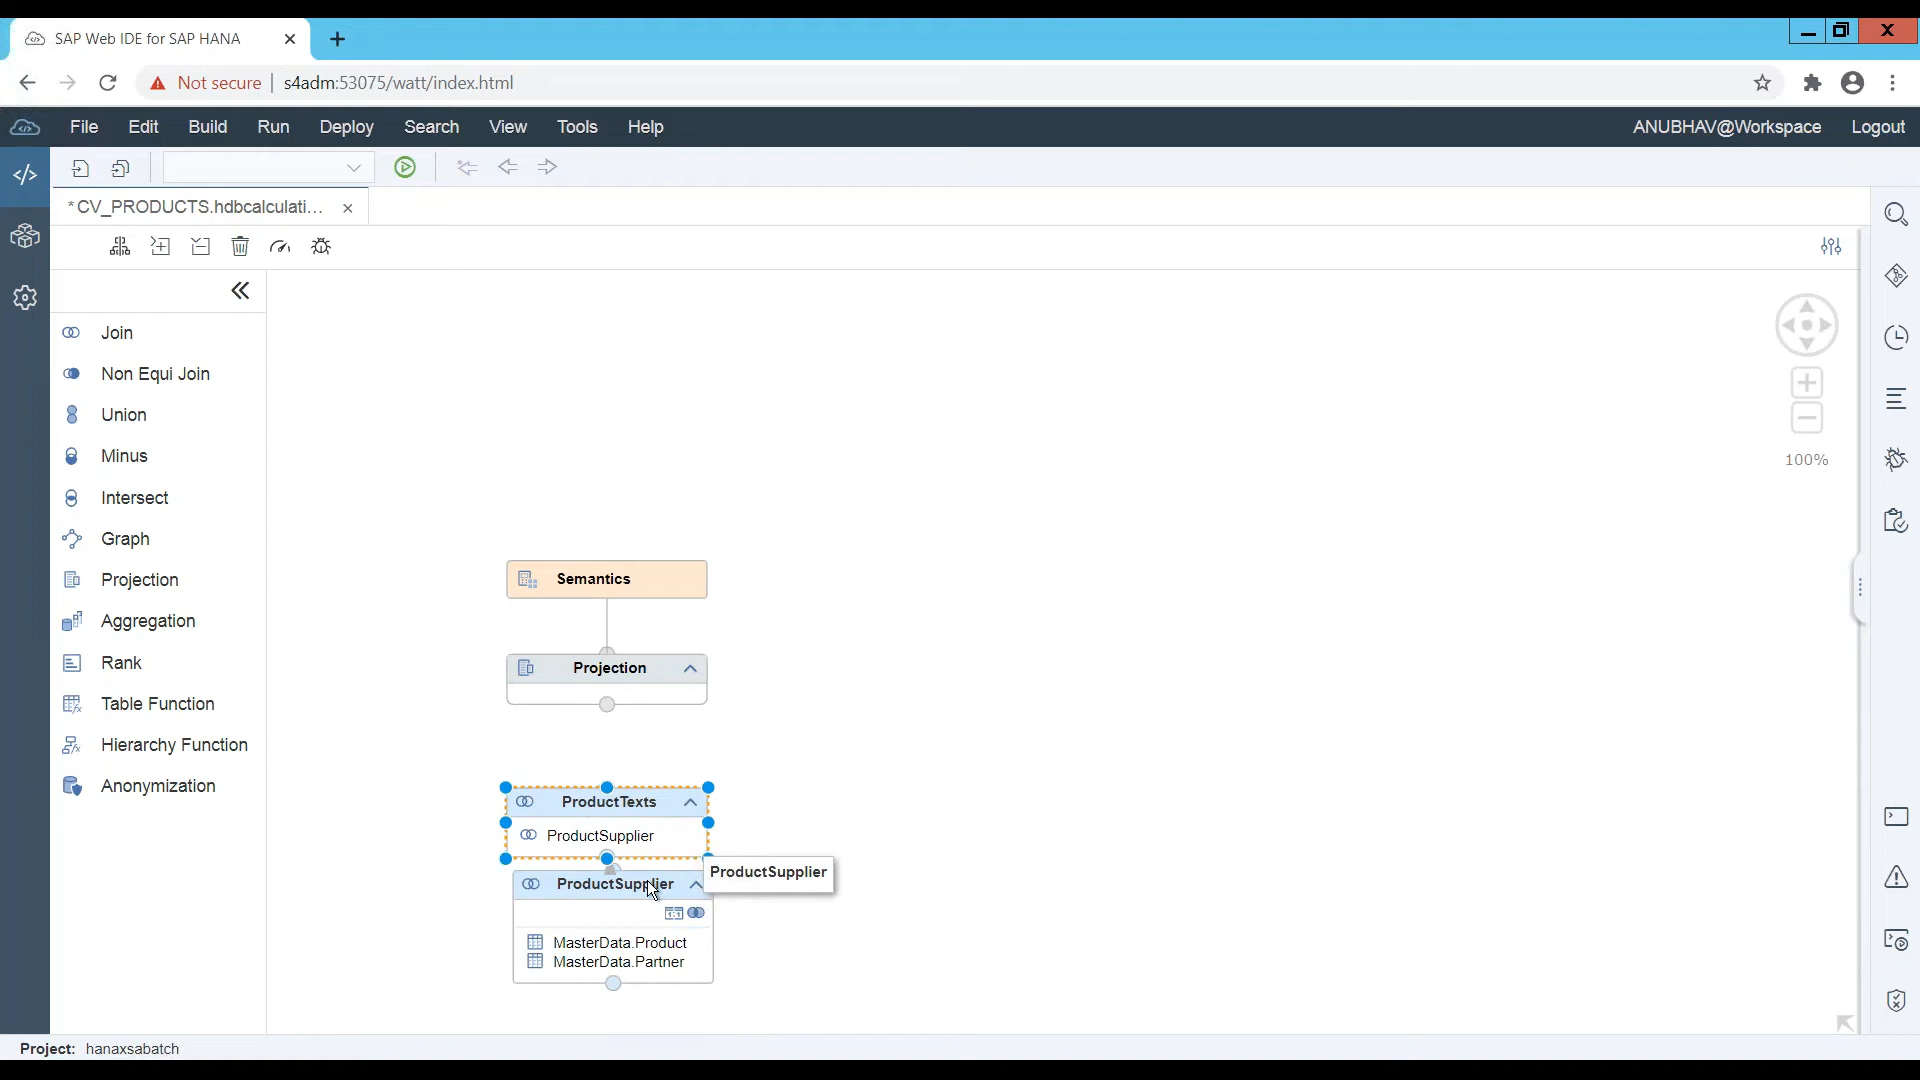 SAP Web IDE for SAP HANA
Not secure
s4adm:53075/watt/index.html
File Edit Build Run Deploy Search View Tools Help
ANUBHAV@Workspace Logout
*CV_PRODUCTS.hdbcalculati...
Join
Non Equi Join
Union
Minus
Intersect
Graph
Projection
Aggregation
Rank
Table Function
Hierarchy Function
Anonymization
100%
Semantics
Projection
ProductTexts
ProductSupplier
ProductSupplier
ProductSupplier
1:1
MasterData.Product
MasterData.Partner
Project: hanaxsabatch